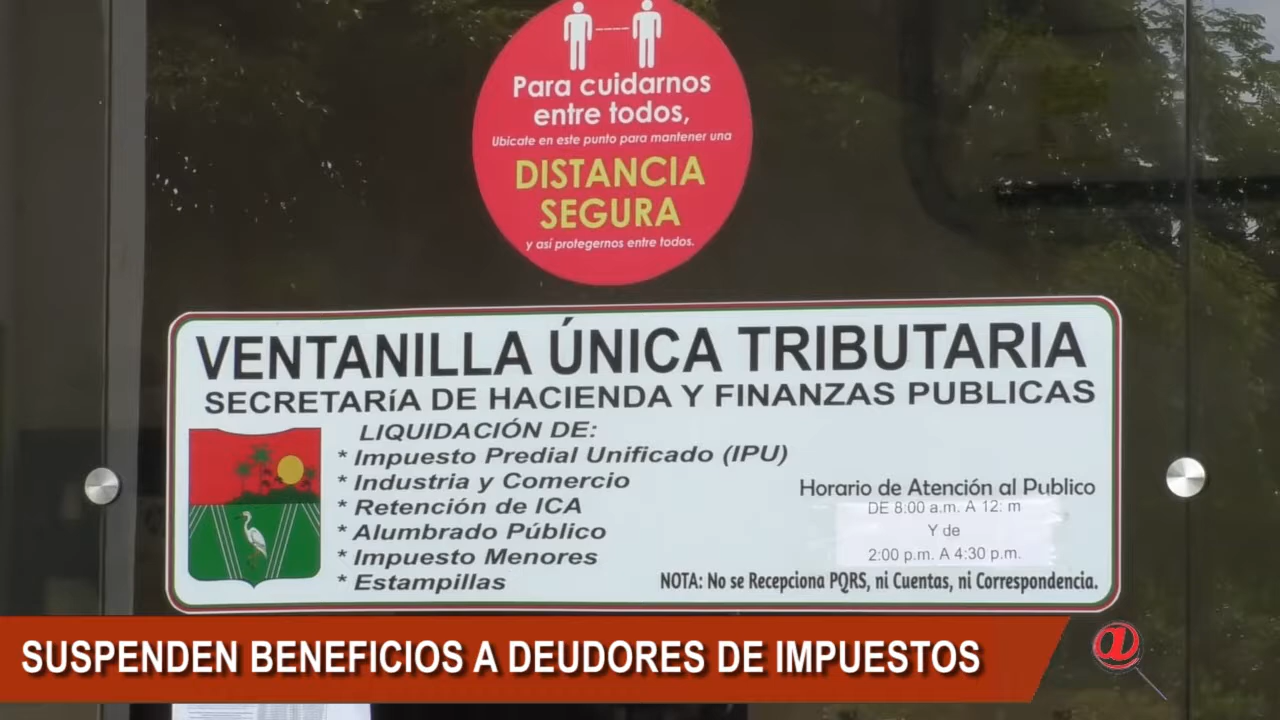 Para cuidarnos
entre todos,
Ubicate en este punto para mantener una
DISTANCIA
SEGURA
y así protegernos entre todos.
VENTANILLA ÚNICA TRIBUTARIA
SECRETARíA DE HACIENDA Y FINANZAS PUBLICAS
LIQUIDACIÓN DE:
* Impuesto Predial Unificado (IPU)
* Industria y Comercio
* Retención de ICA
* Alumbrado Público
* Impuesto Menores
* Estampillas
Horario de Atención al Publico
DE 8:00 a.m. A 12: m
Y de
2:00 p.m. A 4:30 p.m.
NOTA: No se Recepciona PQRS, ni Cuentas, ni Correspondencia.
SUSPENDEN BENEFICIOS A DEUDORES DE IMPUESTOS
@